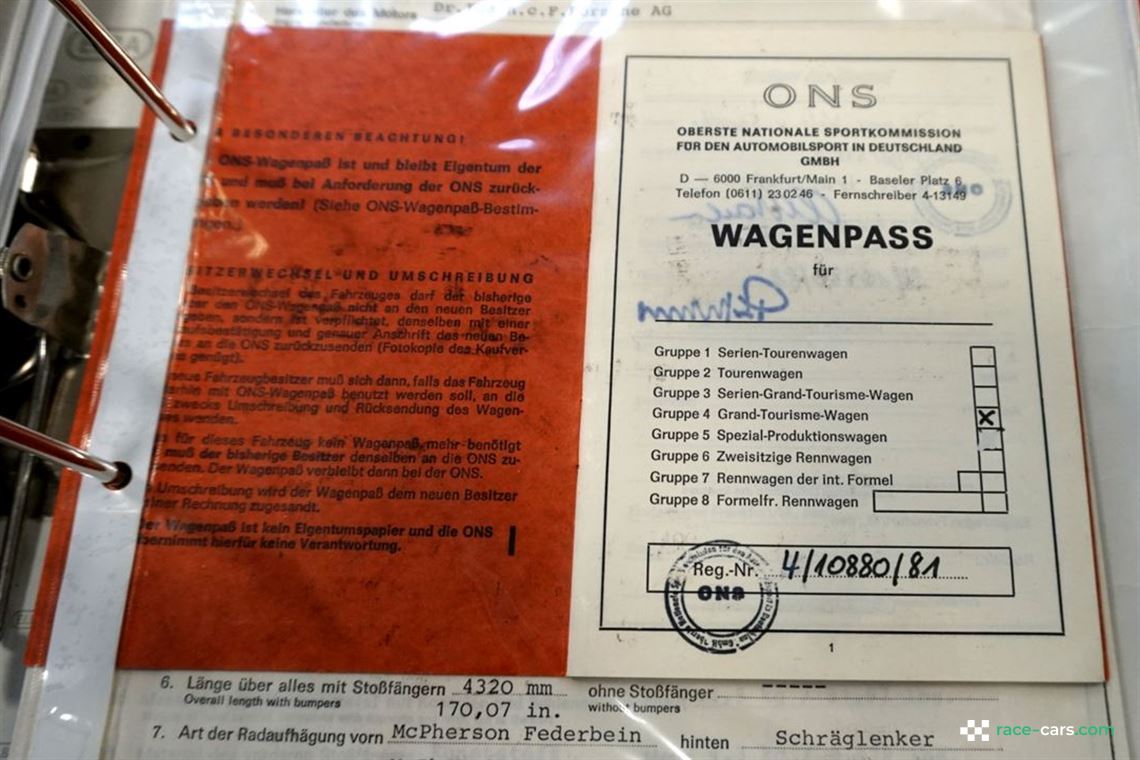 AG
BESONDEREN BEACHTUNG!
ONS-Wagenpaß ist und bleibt Eigentum der
und muß bei Anforderung der ONS zurück-
werden! (Siehe ONS-Wagenpaß-Bestim-
UND UMSCHREIBUNG
des Fahrzeuges darf der bisherige
den ONS-Wagenpaß nicht an den neuen Besitzer
sondern ist verpflichtet, denselben mit einer
und genauer Anschrift des neuen Be-
an die ONS zurückzusenden (Fotokopie des Kaufver-
genügt).
Fahrzeugbesitzer muß sich dann, falls das Fahrzeug
mit ONS-Wagenpaß benutzt werden soll, an die
zwecks Umschreibung und Rücksendung des Wagen-
wenden.
für dieses Fahrzeug kein Wagenpaß mehr benötigt
muß der bisherige Besitzer denselben an die ONS zu-
Der Wagenpaß verbleibt dann bei der ONS.
Umschreibung wird der Wagenpaß dem neuen Besitzer
Rechnung zugesandt.
Der Wagenpaß ist kein Eigentumspapier und die ONS
übernimmt hierfür keine Verantwortung.
ONS
OBERSTE NATIONALE SPORTKOMMISSION
FÜR DEN AUTOMOBILSPORT IN DEUTSCHLAND
GMBH
D — 6000 Frankfurt/Main 1 - Baseler Platz 6
Telefon (0611) 23 02 46 - Fernschreiber 4-13149
WAGENPASS
für
Gruppe 1 Serien-Tourenwagen
Gruppe 2 Tourenwagen
Gruppe 3 Serien-Grand-Tourisme-Wagen
Gruppe 4 Grand-Tourisme-Wagen X
Gruppe 5 Spezial-Produktionswagen
Gruppe 6 Zweisitzige Rennwagen
Gruppe 7 Rennwagen der int. Formel
Gruppe 8 Formelfr. Rennwagen
Reg.-Nr. 4/10880/81
ONS
1
6. Länge über alles mit Stoßfängern 4320 mm ohne Stoßfänger -----
Overall length with bumpers 170,07 in. without bumpers
7. Art der Radaufhägung vorn McPherson Federbein hinten Schräglenker
race-cars.com